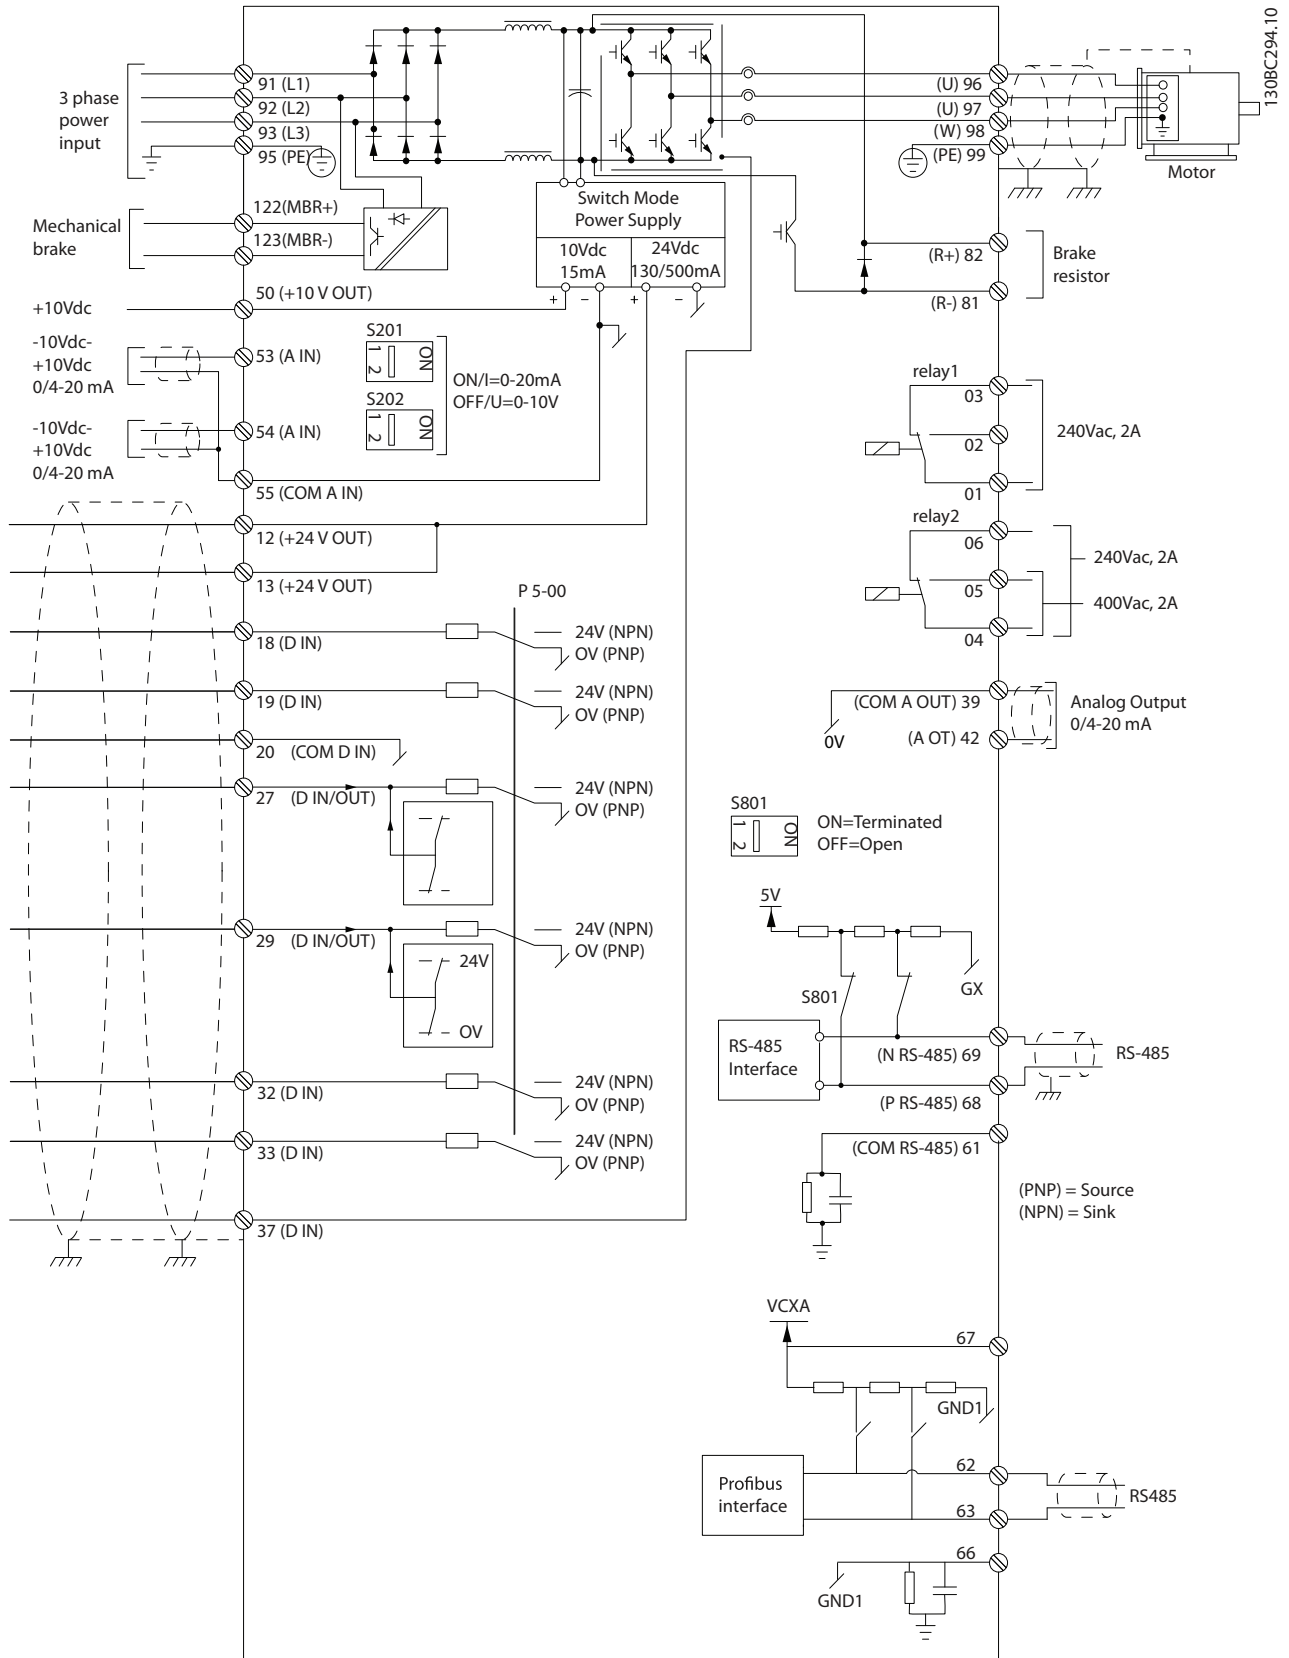 130BC294.10
3 phase
power
input
91 (L1)
92 (L2)
93 (L3)
95 (PE)
(U) 96
(U) 97
(W) 98
(PE) 99
Motor
Mechanical
brake
122(MBR+)
123(MBR-)
Switch Mode
Power Supply
10Vdc
15mA
24Vdc
130/500mA
+ - + -
(R+) 82
(R-) 81
Brake
resistor
+10Vdc
50 (+10 V OUT)
-10Vdc-
+10Vdc
0/4-20 mA
53 (A IN)
S201
1 2 ON
S202
1 2 ON
ON/I=0-20mA
OFF/U=0-10V
-10Vdc-
+10Vdc
0/4-20 mA
54 (A IN)
55 (COM A IN)
relay1
03
02
01
240Vac, 2A
12 (+24 V OUT)
13 (+24 V OUT)
relay2
06
05
04
240Vac, 2A
400Vac, 2A
P 5-00
18 (D IN)
24V (NPN)
OV (PNP)
19 (D IN)
24V (NPN)
OV (PNP)
20 (COM D IN)
27 (D IN/OUT)
24V (NPN)
OV (PNP)
29 (D IN/OUT)
24V (NPN)
OV (PNP)
24V
OV
32 (D IN)
24V (NPN)
OV (PNP)
33 (D IN)
24V (NPN)
OV (PNP)
37 (D IN)
(COM A OUT) 39
0V
(A OT) 42
Analog Output
0/4-20 mA
S801
1 2 ON
ON=Terminated
OFF=Open
5V
S801
GX
RS-485
Interface
(N RS-485) 69
(P RS-485) 68
RS-485
(COM RS-485) 61
(PNP) = Source
(NPN) = Sink
VCXA
67
GND1
Profibus
interface
62
63
RS485
66
GND1